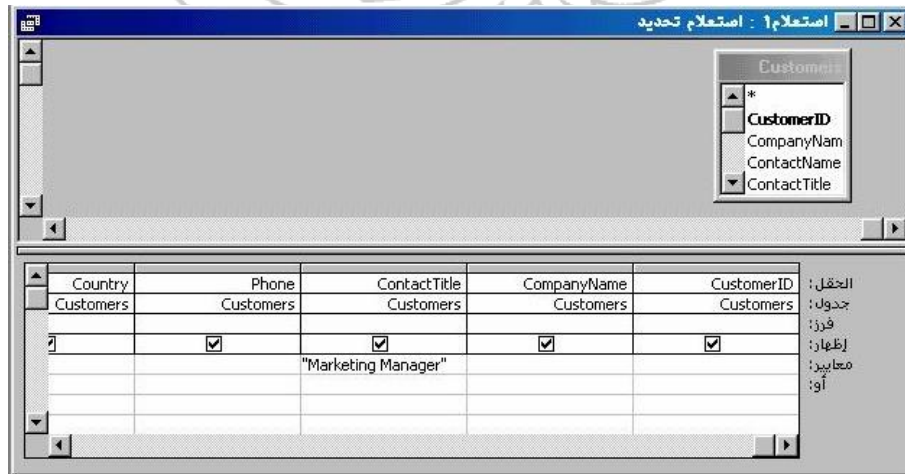 استعلام1 : استعلام تحديد
Customers
*
CustomerID
CompanyNam
ContactName
ContactTitle
الحقل: CustomerID CompanyName ContactTitle Phone Country
جدول: Customers Customers Customers Customers Customers
فرز:
إظهار:
معايير: "Marketing Manager"
أو: